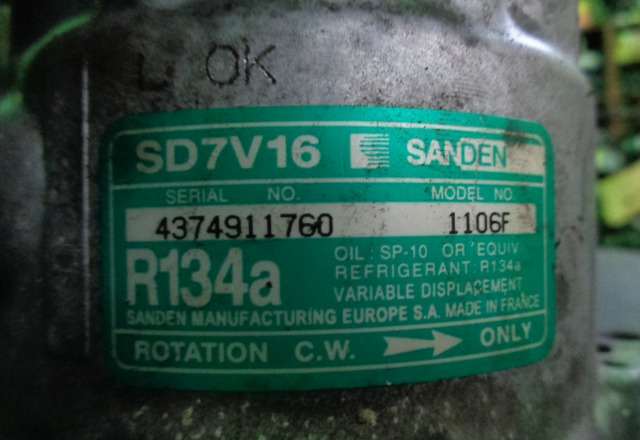 L OK
SD7V16 SANDEN
SERIAL NO. MODEL NO.
4374911760 1106F
R134a
OIL: SP-10 OR EQUIV
REFRIGERANT: R134a
VARIABLE DISPLACEMENT
SANDEN MANUFACTURING EUROPE S.A. MADE IN FRANCE
ROTATION C.W. ONLY